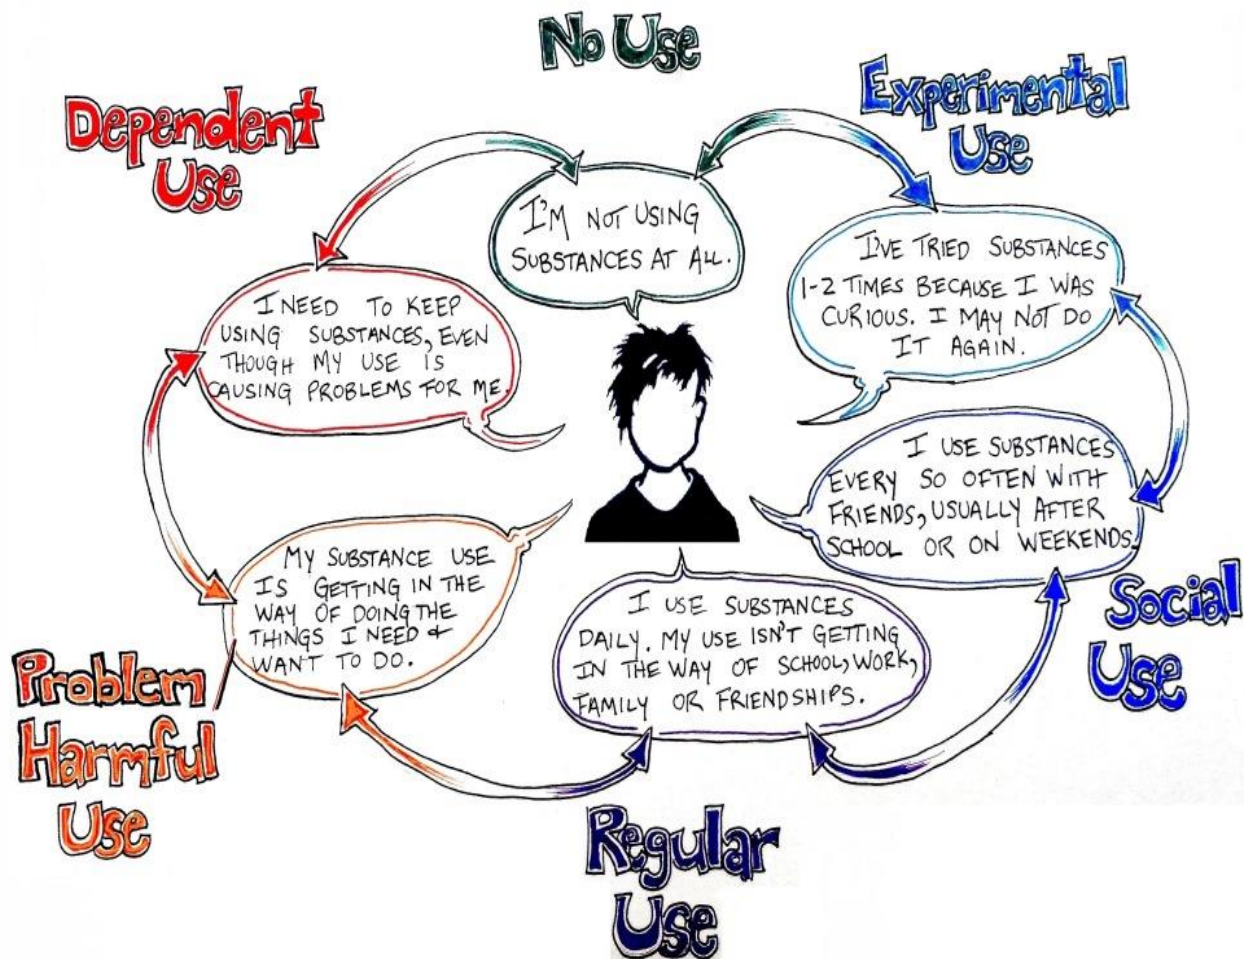 No Use
I'M NOT USING
SUBSTANCES AT ALL.
Experimental
Use
I'VE TRIED SUBSTANCES
1-2 TIMES BECAUSE I WAS
CURIOUS. I MAY NOT DO
IT AGAIN.
Social
Use
I USE SUBSTANCES
EVERY SO OFTEN WITH
FRIENDS, USUALLY AFTER
SCHOOL OR ON WEEKENDS.
Regular
Use
I USE SUBSTANCES
DAILY. MY USE ISN'T GETTING
IN THE WAY OF SCHOOL, WORK,
FAMILY OR FRIENDSHIPS.
Problem
Harmful
Use
MY SUBSTANCE USE
IS GETTING IN THE
WAY OF DOING THE
THINGS I NEED &
WANT TO DO.
Dependent
Use
I NEED TO KEEP
USING SUBSTANCES, EVEN
THOUGH MY USE IS
CAUSING PROBLEMS FOR ME.